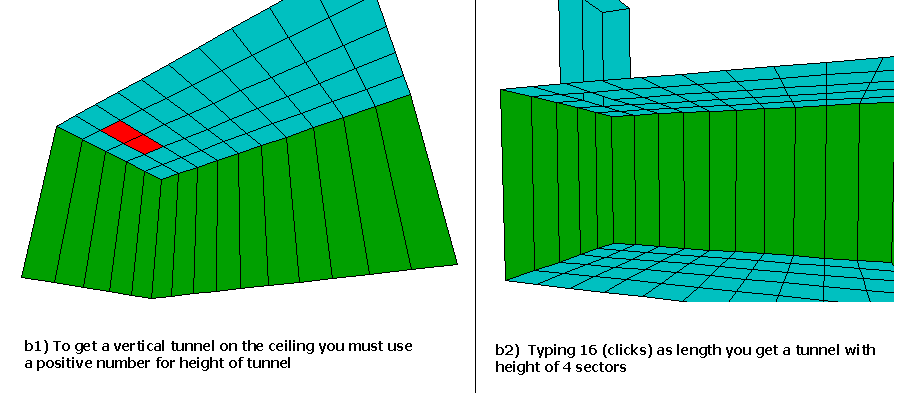 b1) To get a vertical tunnel on the ceiling you must use
a positive number for height of tunnel
b2)  Typing 16 (clicks) as length you get a tunnel with
height of 4 sectors